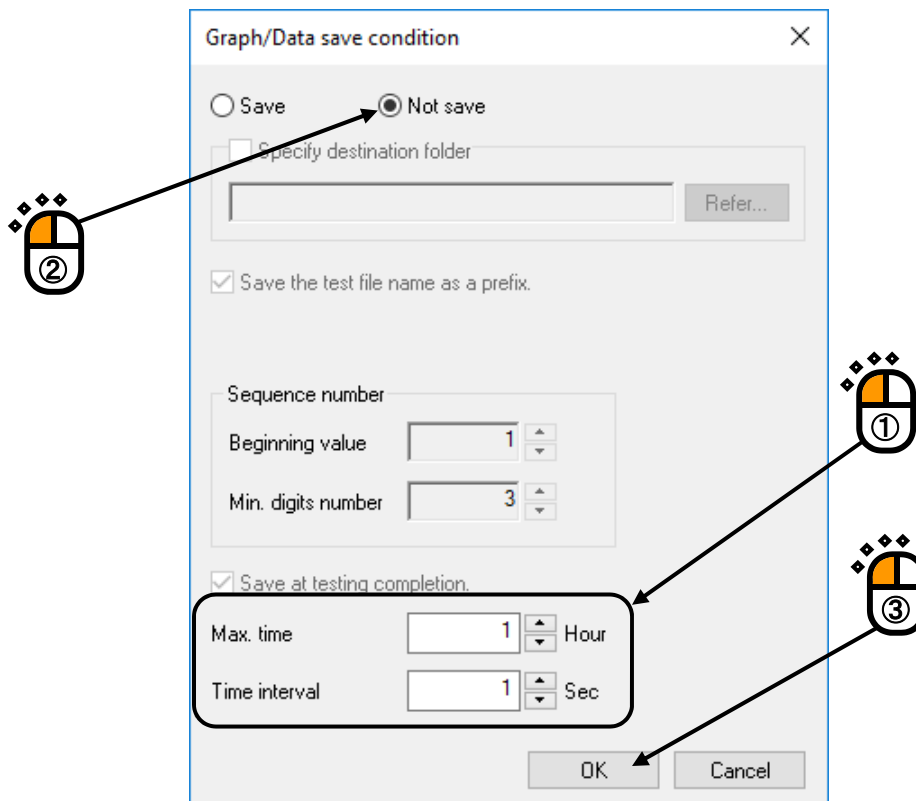 Graph/Data save condition
Save Not save
Specify destination folder
Refer...
②
Save the test file name as a prefix.
Sequence number
①
Beginning value 1
Min. digits number 3
Save at testing completion.
③
Max. time 1 Hour
Time interval 1 Sec
OK Cancel